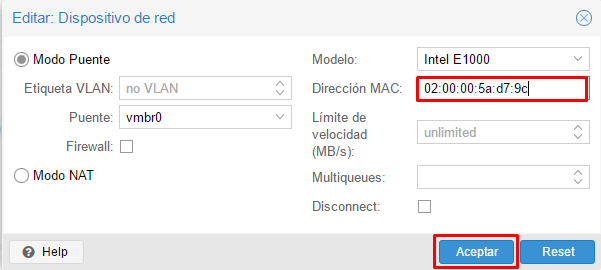 Editar: Dispositivo de red
Modo Puente
Etiqueta VLAN: no VLAN
Puente: vmbr0
Firewall:
Modo NAT
Modelo: Intel E1000
Dirección MAC: 02:00:00:5a:d7:9c
Límite de
velocidad
(MB/s):
unlimited
Multiqueues:
Disconnect:
? Help
Aceptar
Reset